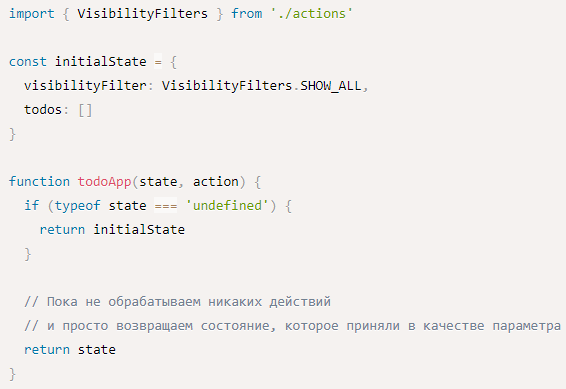 import { VisibilityFilters } from './actions'
const initialState = {
visibilityFilter: VisibilityFilters.SHOW_ALL,
todos: []
}
function todoApp(state, action) {
if (typeof state === 'undefined') {
return initialState
}
// Пока не обрабатываем никаких действий
// и просто возвращаем состояние, которое приняли в качестве параметра
return state
}